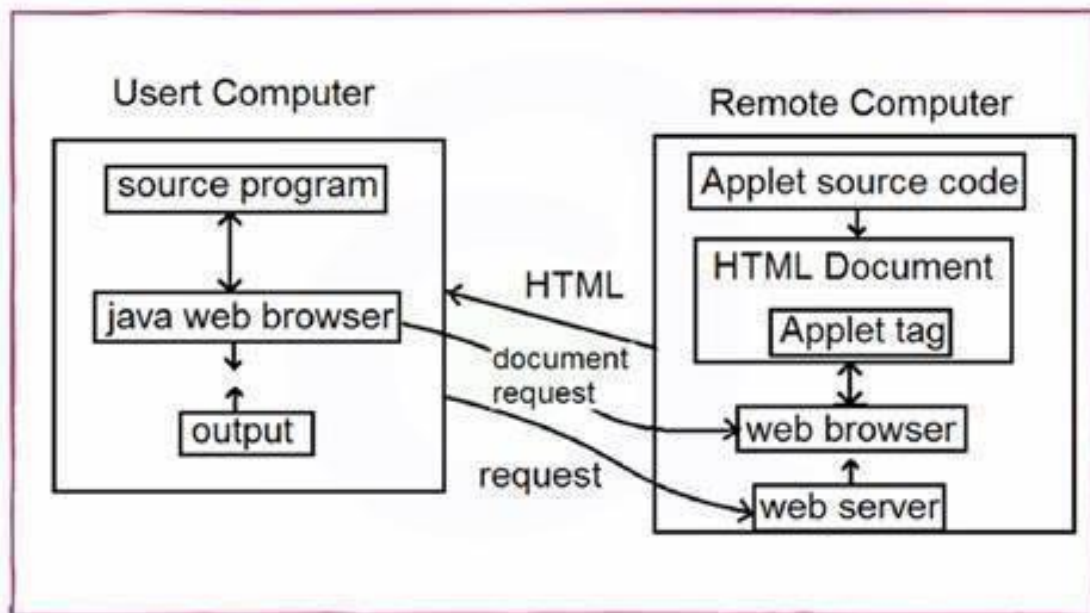 Usert Computer
source program
java web browser
output
HTML
document
request
request
Remote Computer
Applet source code
HTML Document
Applet tag
web browser
web server